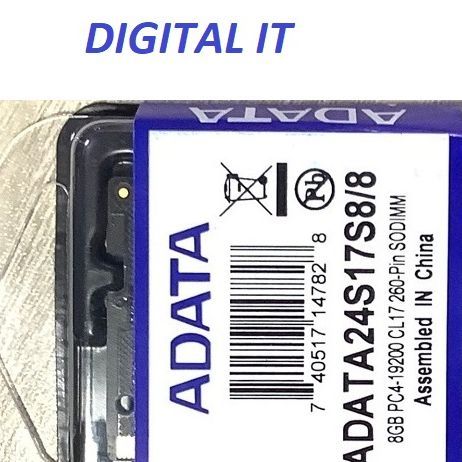 DIGITAL IT
ADATA
ADATA
7 40517 14782 8
ADATA24S17S8/8
8GB PC4-19200 CL17 260-Pin SODIMM
Assembled IN China
Pb